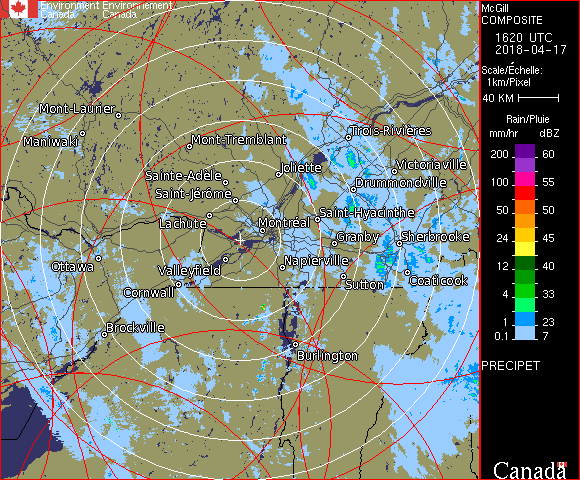 Environment Environnement
Canada Canada
McGill
COMPOSITE
1620 UTC
2018-04-17
Scale/Échelle:
1km/Pixel
40 KM
Rain/Pluie
mm/hr dBZ
200 60
100 55
50 50
24 45
12 40
4 33
1 23
0.1 7
PRECIPET
Canada
Mont-Laurier
Maniwaki
Mont-Tremblant
Trois-Rivières
Sainte-Adèle
Joliette
Victoriaville
Saint-Jérôme
Drummondville
Lachute
Montréal
Saint-Hyacinthe
Granby
Sherbrooke
Ottawa
Valleyfield
Napierville
Cornwall
Sutton
Coaticook
Brockville
Burlington